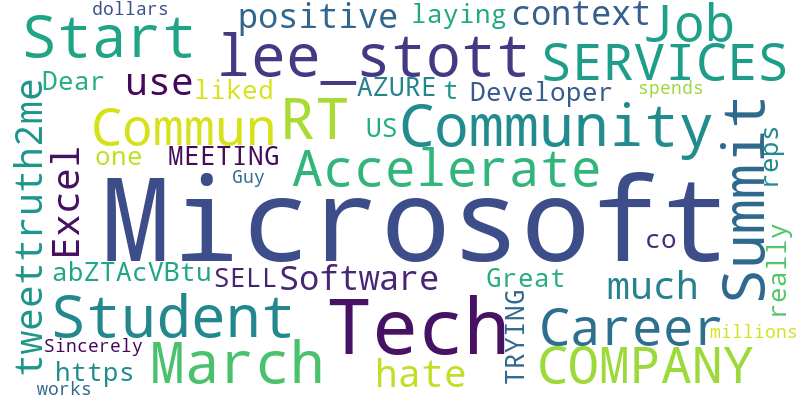 dollars
positive
laying
context
Job
Start
lee_stott
SERVICES
Dear
use
liked
AZURE
t
Developer
spends
tweettruth2me
Commun
RT
US
Community
Summit
reps
one
MEETING
Excel
Guy
Accelerate
Microsoft
co
really
abZTAcVBtu
SELL
Software
Great
much
Student
Tech
TRYING
Career
millions
Sincerely
March
https
hate
COMPANY
works